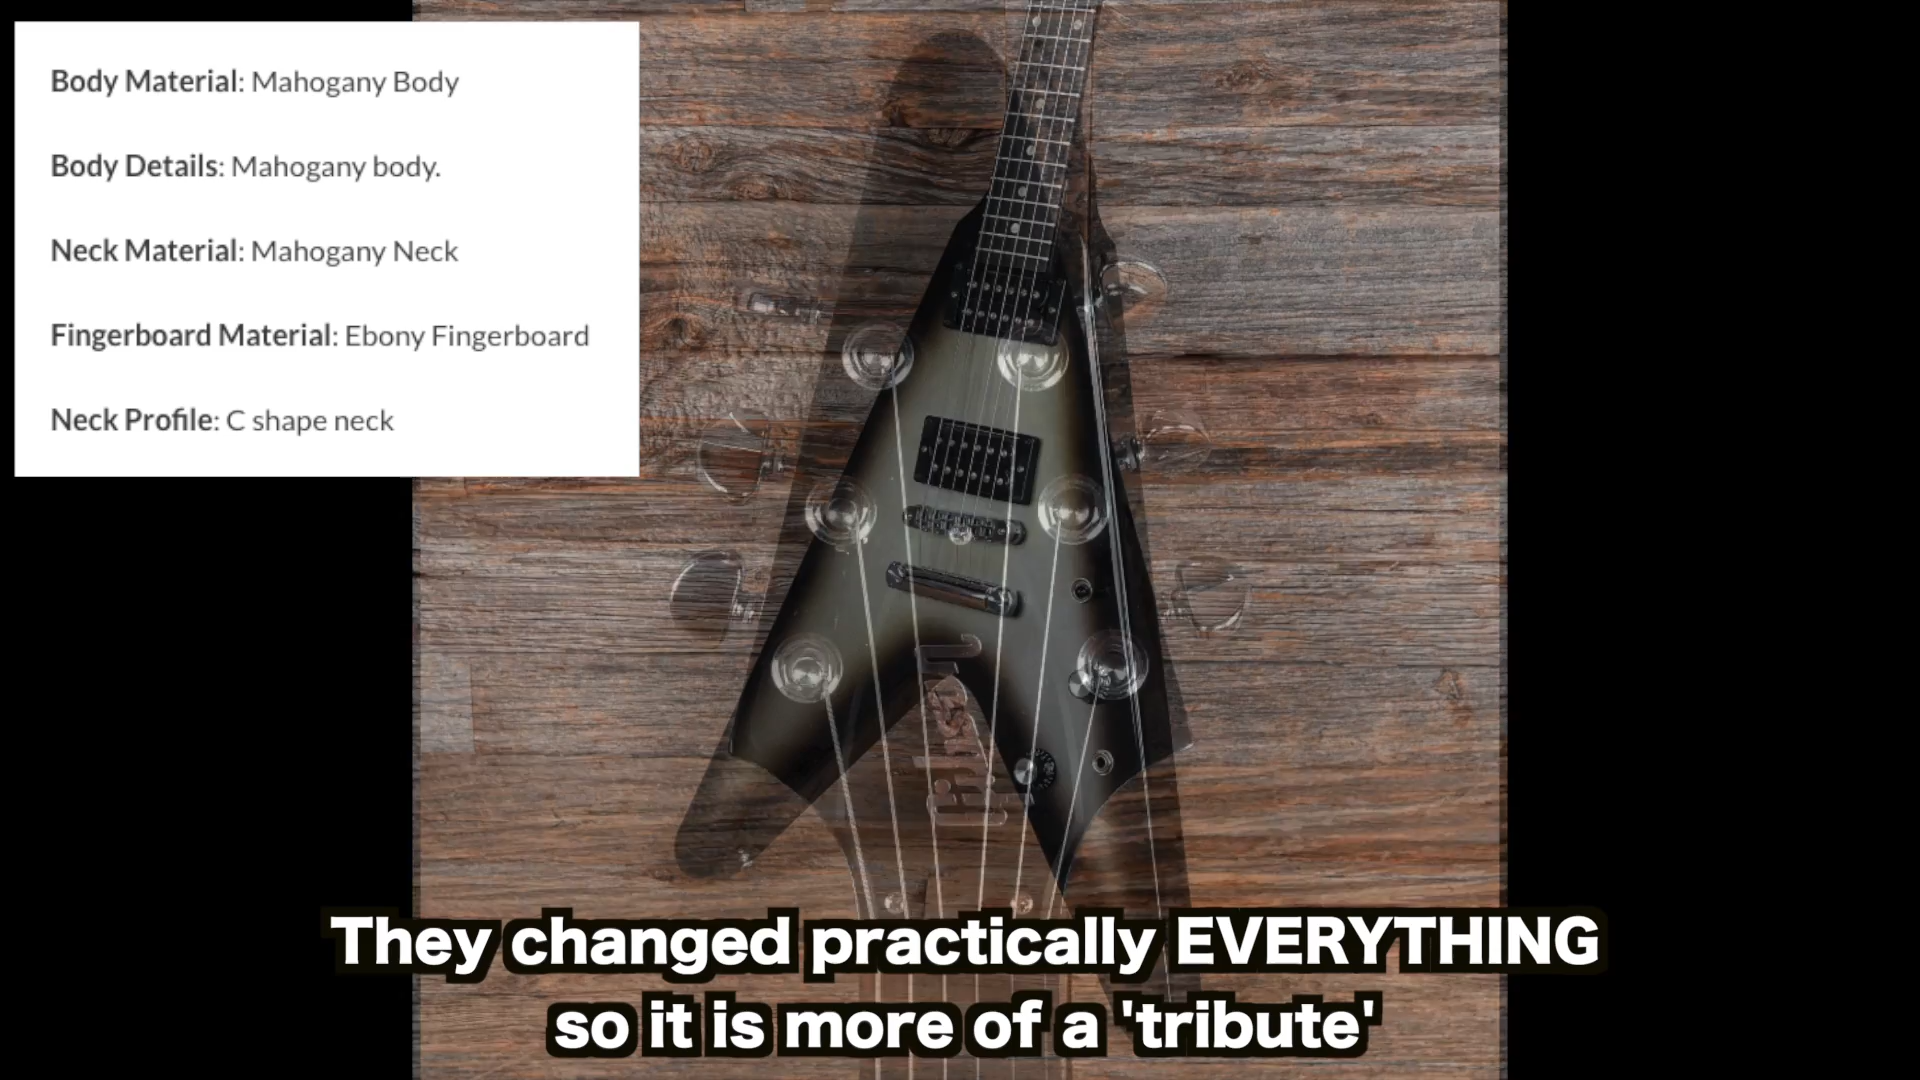 Body Material: Mahogany Body
Body Details: Mahogany body.
Neck Material: Mahogany Neck
Fingerboard Material: Ebony Fingerboard
Neck Profile: C shape neck
Gibson
They changed practically EVERYTHING
so it is more of a 'tribute'